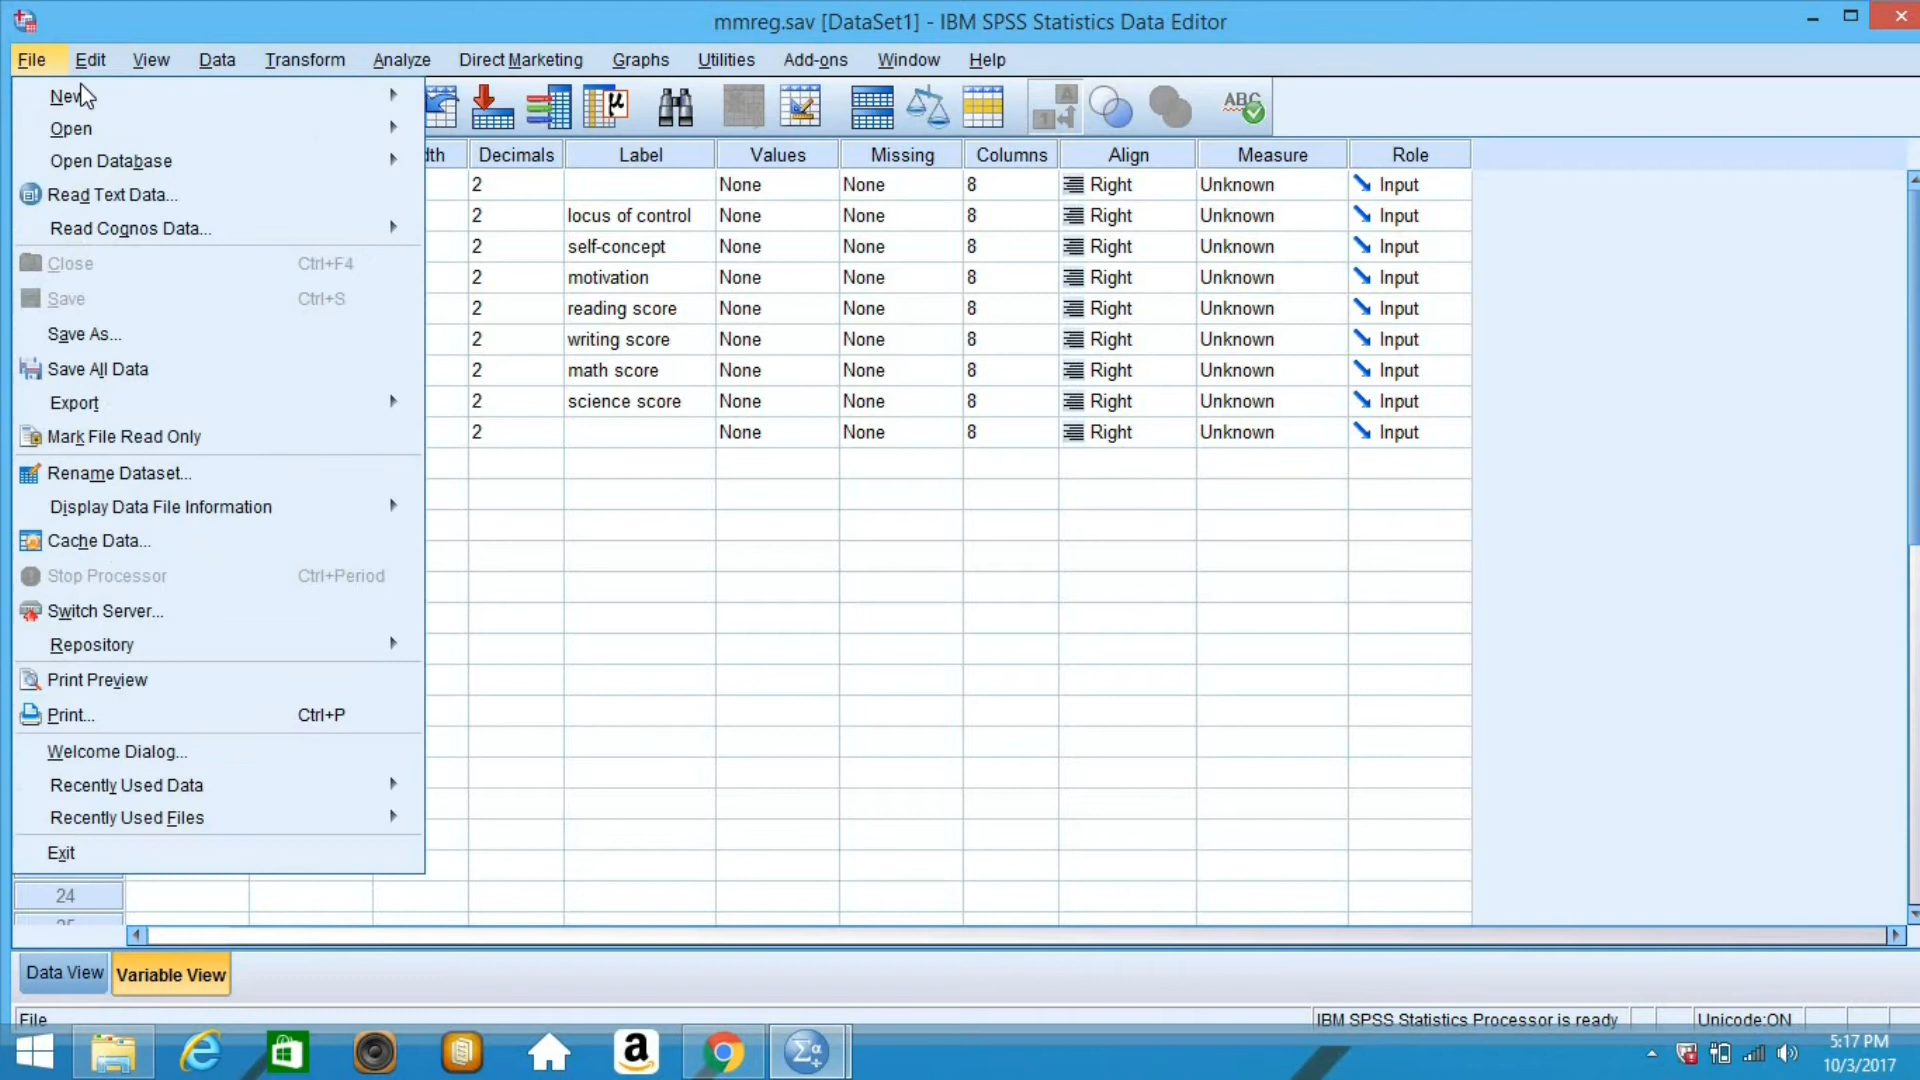 mmreg.sav [DataSet1] - IBM SPSS Statistics Data Editor
File Edit View Data Transform Analyze Direct Marketing Graphs Utilities Add-ons Window Help
New
Open
Open Database
Read Text Data...
Read Cognos Data...
Close Ctrl+F4
Save Ctrl+S
Save As...
Save All Data
Export
Mark File Read Only
Rename Dataset...
Display Data File Information
Cache Data...
Stop Processor Ctrl+Period
Switch Server...
Repository
Print Preview
Print... Ctrl+P
Welcome Dialog...
Recently Used Data
Recently Used Files
Exit
24
dth Decimals Label Values Missing Columns Align Measure Role
2 None None 8 Right Unknown Input
2 locus of control None None 8 Right Unknown Input
2 self-concept None None 8 Right Unknown Input
2 motivation None None 8 Right Unknown Input
2 reading score None None 8 Right Unknown Input
2 writing score None None 8 Right Unknown Input
2 math score None None 8 Right Unknown Input
2 science score None None 8 Right Unknown Input
2 None None 8 Right Unknown Input
Data View Variable View
File IBM SPSS Statistics Processor is ready Unicode:ON
5:17 PM
10/3/2017